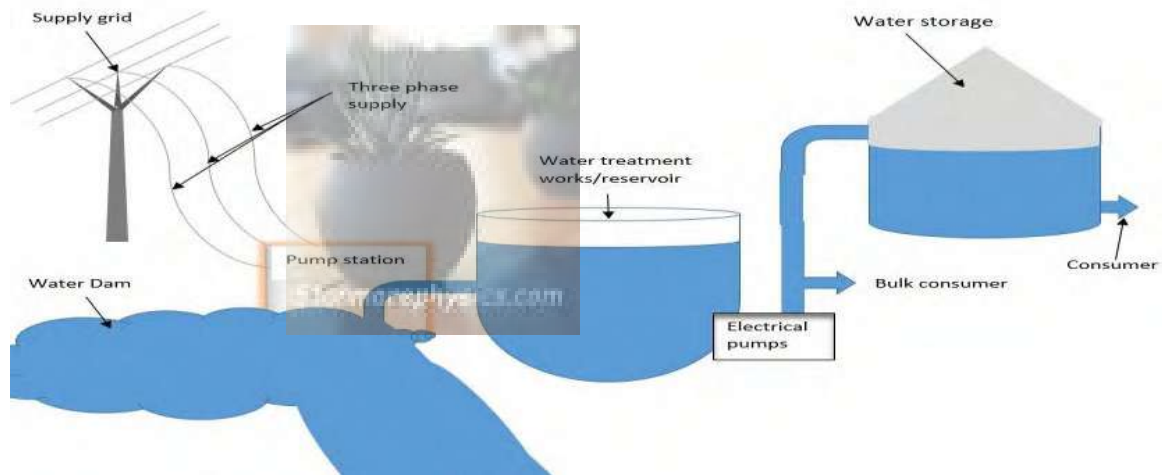 Supply grid
Water storage
Three phase
supply
Water treatment
works/reservoir
Pump station
Consumer
Water Dam
Bulk consumer
Electrical
pumps